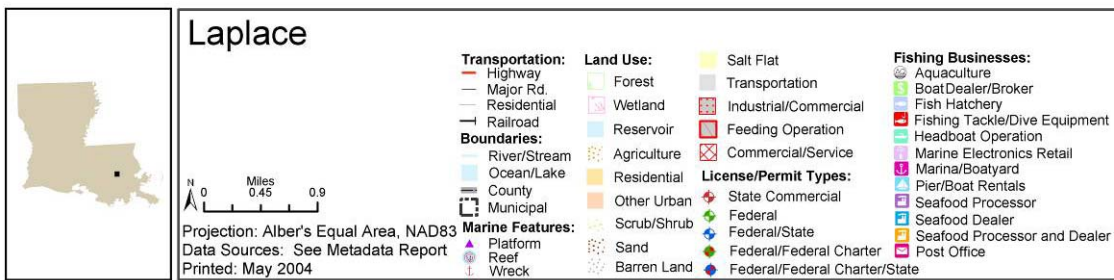 Laplace
N
Miles
0 0.45 0.9
Projection: Alber's Equal Area, NAD83
Data Sources: See Metadata Report
Printed: May 2004
Transportation:
Highway
Major Rd.
Residential
Railroad
Boundaries:
River/Stream
Ocean/Lake
County
Municipal
Marine Features:
Platform
Reef
Wreck
Land Use:
Forest
Wetland
Reservoir
Agriculture
Residential
Other Urban
Scrub/Shrub
Sand
Barren Land
Salt Flat
Transportation
Industrial/Commercial
Feeding Operation
Commercial/Service
License/Permit Types:
State Commercial
Federal
Federal/State
Federal/Federal Charter
Federal/Federal Charter/State
Fishing Businesses:
Aquaculture
Boat Dealer/Broker
Fish Hatchery
Fishing Tackle/Dive Equipment
Headboat Operation
Marine Electronics Retail
Marina/Boatyard
Pier/Boat Rentals
Seafood Processor
Seafood Dealer
Seafood Processor and Dealer
Post Office